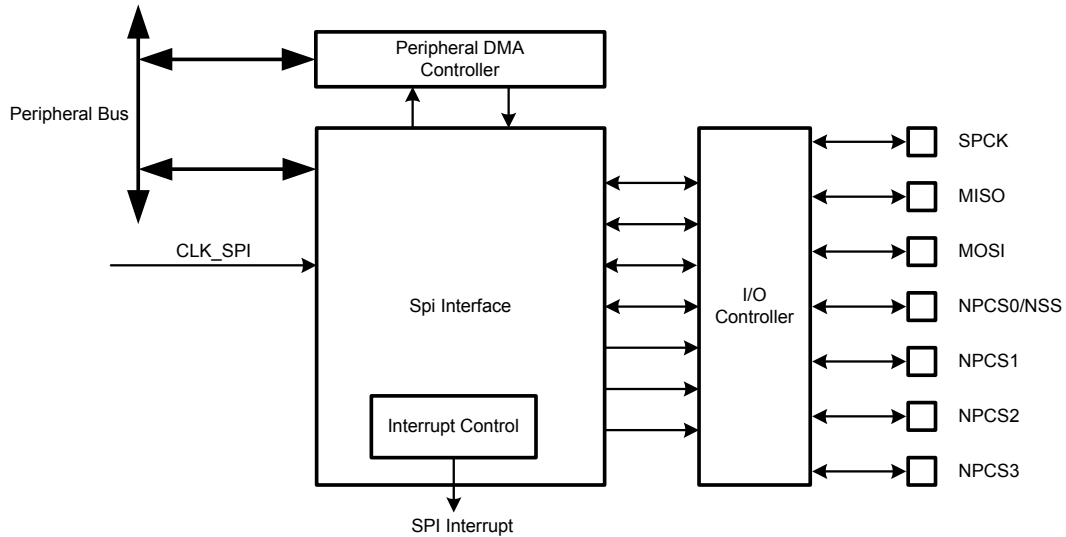 Peripheral DMA
Controller
Peripheral Bus
CLK_SPI
Spi Interface
Interrupt Control
SPI Interrupt
I/O
Controller
SPCK
MISO
MOSI
NPCS0/NSS
NPCS1
NPCS2
NPCS3